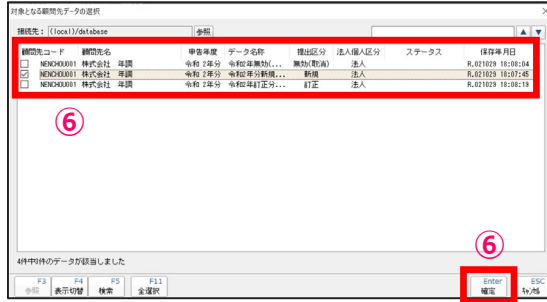 対象となる顧問先データの選択
接続先： (local)/database 参照
顧問先コード 顧問先名 申告年度 データ名称 提出区分 法人個人区分 ステータス 保存年月日
NENCHOU001 株式会社 年調 令和 2年分 令和2年無効(... 無効(取消) 法人 R.021029 18:08:04
NENCHOU001 株式会社 年調 令和 2年分 令和2年分新規... 新規 法人 R.021029 18:07:45
NENCHOU001 株式会社 年調 令和 2年分 令和2年訂正分... 訂正 法人 R.021029 18:08:19
⑥
⑥
4件中3件のデータが該当しました
F3 F4 F5 F11 Enter ESC
参照 表示切替 検索 全選択 確定 ｷｬﾝｾﾙ